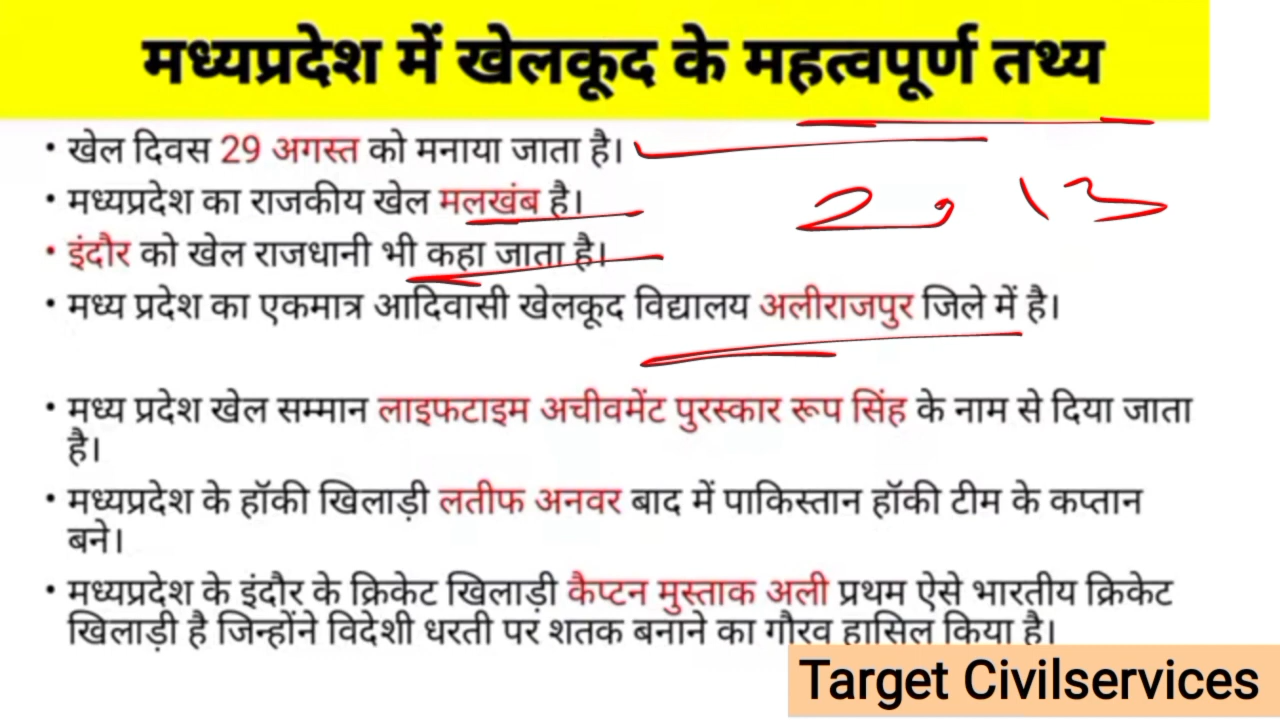 मध्यप्रदेश में खेलकूद के महत्वपूर्ण तथ्य
• खेल दिवस 29 अगस्त को मनाया जाता है।
• मध्यप्रदेश का राजकीय खेल मलखंब है।
2013
• इंदौर को खेल राजधानी भी कहा जाता है।
• मध्य प्रदेश का एकमात्र आदिवासी खेलकूद विद्यालय अलीराजपुर जिले में है।
• मध्य प्रदेश खेल सम्मान लाइफटाइम अचीवमेंट पुरस्कार रूप सिंह के नाम से दिया जाता
है।
• मध्यप्रदेश के हॉकी खिलाड़ी लतीफ अनवर बाद में पाकिस्तान हॉकी टीम के कप्तान
बने।
• मध्यप्रदेश के इंदौर के क्रिकेट खिलाड़ी कैप्टन मुस्ताक अली प्रथम ऐसे भारतीय क्रिकेट
खिलाड़ी है जिन्होंने विदेशी धरती पर शतक बनाने का गौरव हासिल किया है।
Target Civilservices